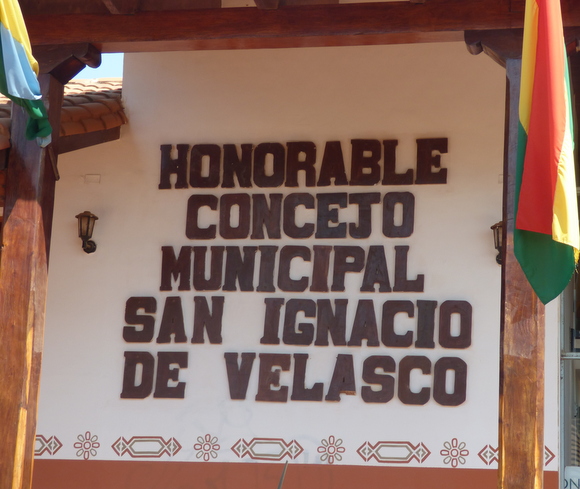 HONORABLE
CONCEJO
MUNICIPAL
SAN IGNACIO
DE VELASCO